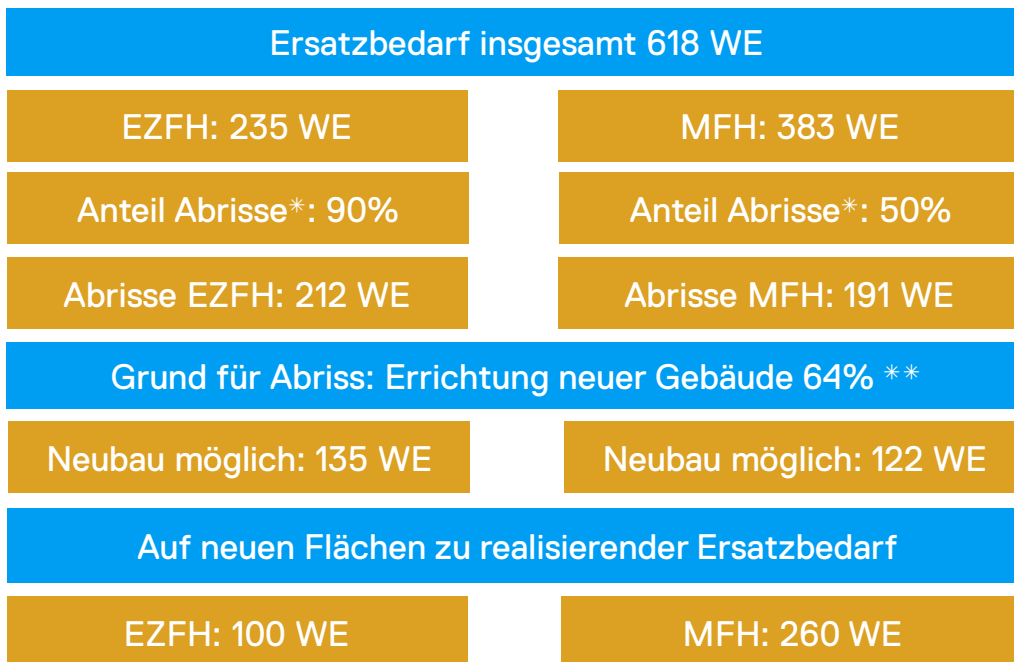 Ersatzbedarf insgesamt 618 WE
EZFH: 235 WE
MFH: 383 WE
Anteil Abrisse*: 90%
Anteil Abrisse*: 50%
Abrisse EZFH: 212 WE
Abrisse MFH: 191 WE
Grund für Abriss: Errichtung neuer Gebäude 64% **
Neubau möglich: 135 WE
Neubau möglich: 122 WE
Auf neuen Flächen zu realisierender Ersatzbedarf
EZFH: 100 WE
MFH: 260 WE